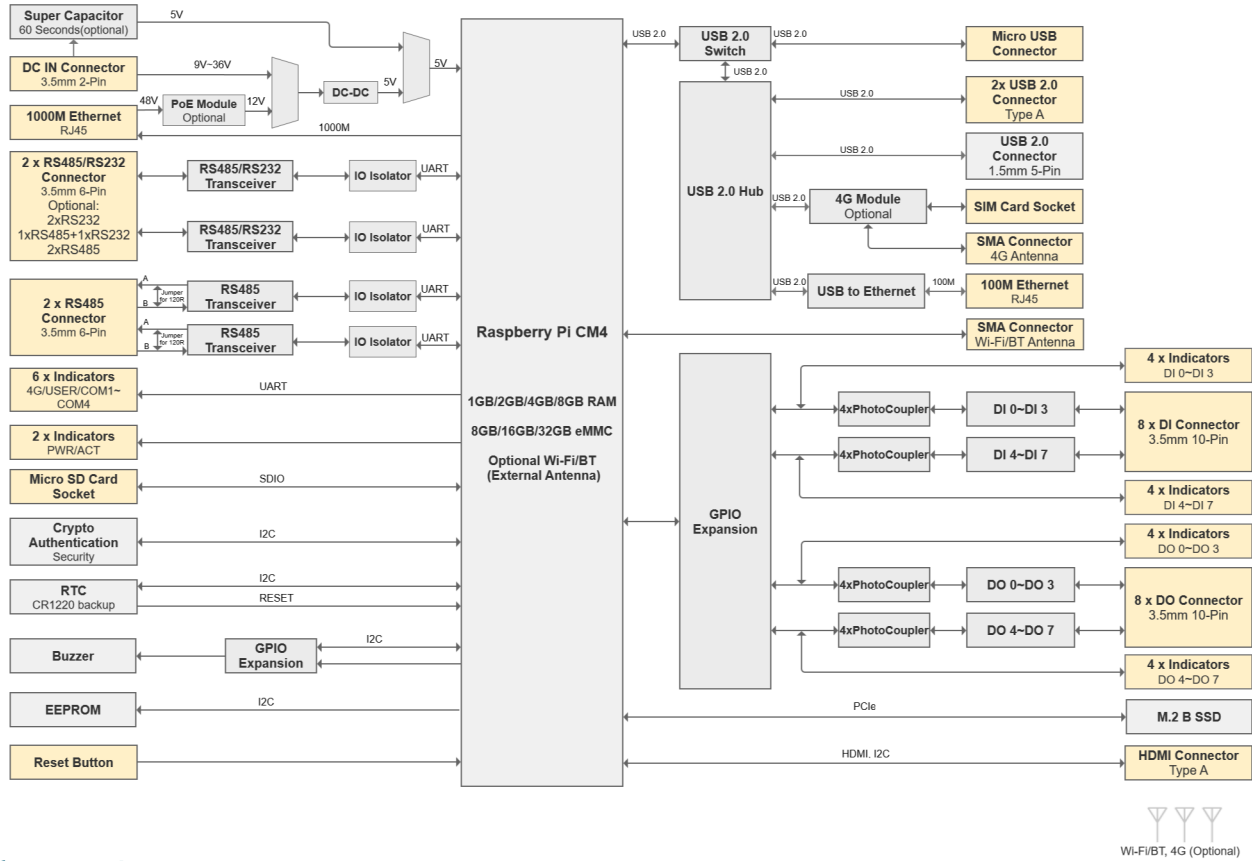 Super Capacitor
60 Seconds(optional)
5V
DC IN Connector
3.5mm 2-Pin
9V~36V
48V
PoE Module
Optional
12V
DC-DC
5V
5V
1000M Ethernet
RJ45
1000M
2 x RS485/RS232
Connector
3.5mm 6-Pin
Optional:
2xRS232
1xRS485+1xRS232
2xRS485
RS485/RS232
Transceiver
IO Isolator
UART
RS485/RS232
Transceiver
IO Isolator
UART
2 x RS485
Connector
3.5mm 6-Pin
A
Jumper
for 120R
B
RS485
Transceiver
IO Isolator
UART
A
Jumper
for 120R
B
RS485
Transceiver
IO Isolator
UART
6 x Indicators
4G/USER/COM1~
COM4
UART
2 x Indicators
PWR/ACT
Micro SD Card
Socket
SDIO
Crypto
Authentication
Security
I2C
RTC
CR1220 backup
I2C
RESET
Buzzer
GPIO
Expansion
I2C
EEPROM
I2C
Reset Button
Raspberry Pi CM4
1GB/2GB/4GB/8GB RAM
8GB/16GB/32GB eMMC
Optional Wi-Fi/BT
(External Antenna)
USB 2.0
USB 2.0
Switch
USB 2.0
Micro USB
Connector
USB 2.0
USB 2.0 Hub
USB 2.0
2x USB 2.0
Connector
Type A
USB 2.0
USB 2.0
Connector
1.5mm 5-Pin
USB 2.0
4G Module
Optional
SIM Card Socket
SMA Connector
4G Antenna
USB 2.0
USB to Ethernet
100M
100M Ethernet
RJ45
SMA Connector
Wi-Fi/BT Antenna
GPIO
Expansion
4 x Indicators
DI 0~DI 3
4xPhotoCoupler
DI 0~DI 3
8 x DI Connector
3.5mm 10-Pin
4xPhotoCoupler
DI 4~DI 7
4 x Indicators
DI 4~DI 7
4 x Indicators
DO 0~DO 3
4xPhotoCoupler
DO 0~DO 3
8 x DO Connector
3.5mm 10-Pin
4xPhotoCoupler
DO 4~DO 7
4 x Indicators
DO 4~DO 7
PCIe
M.2 B SSD
HDMI. I2C
HDMI Connector
Type A
Wi-Fi/BT, 4G (Optional)